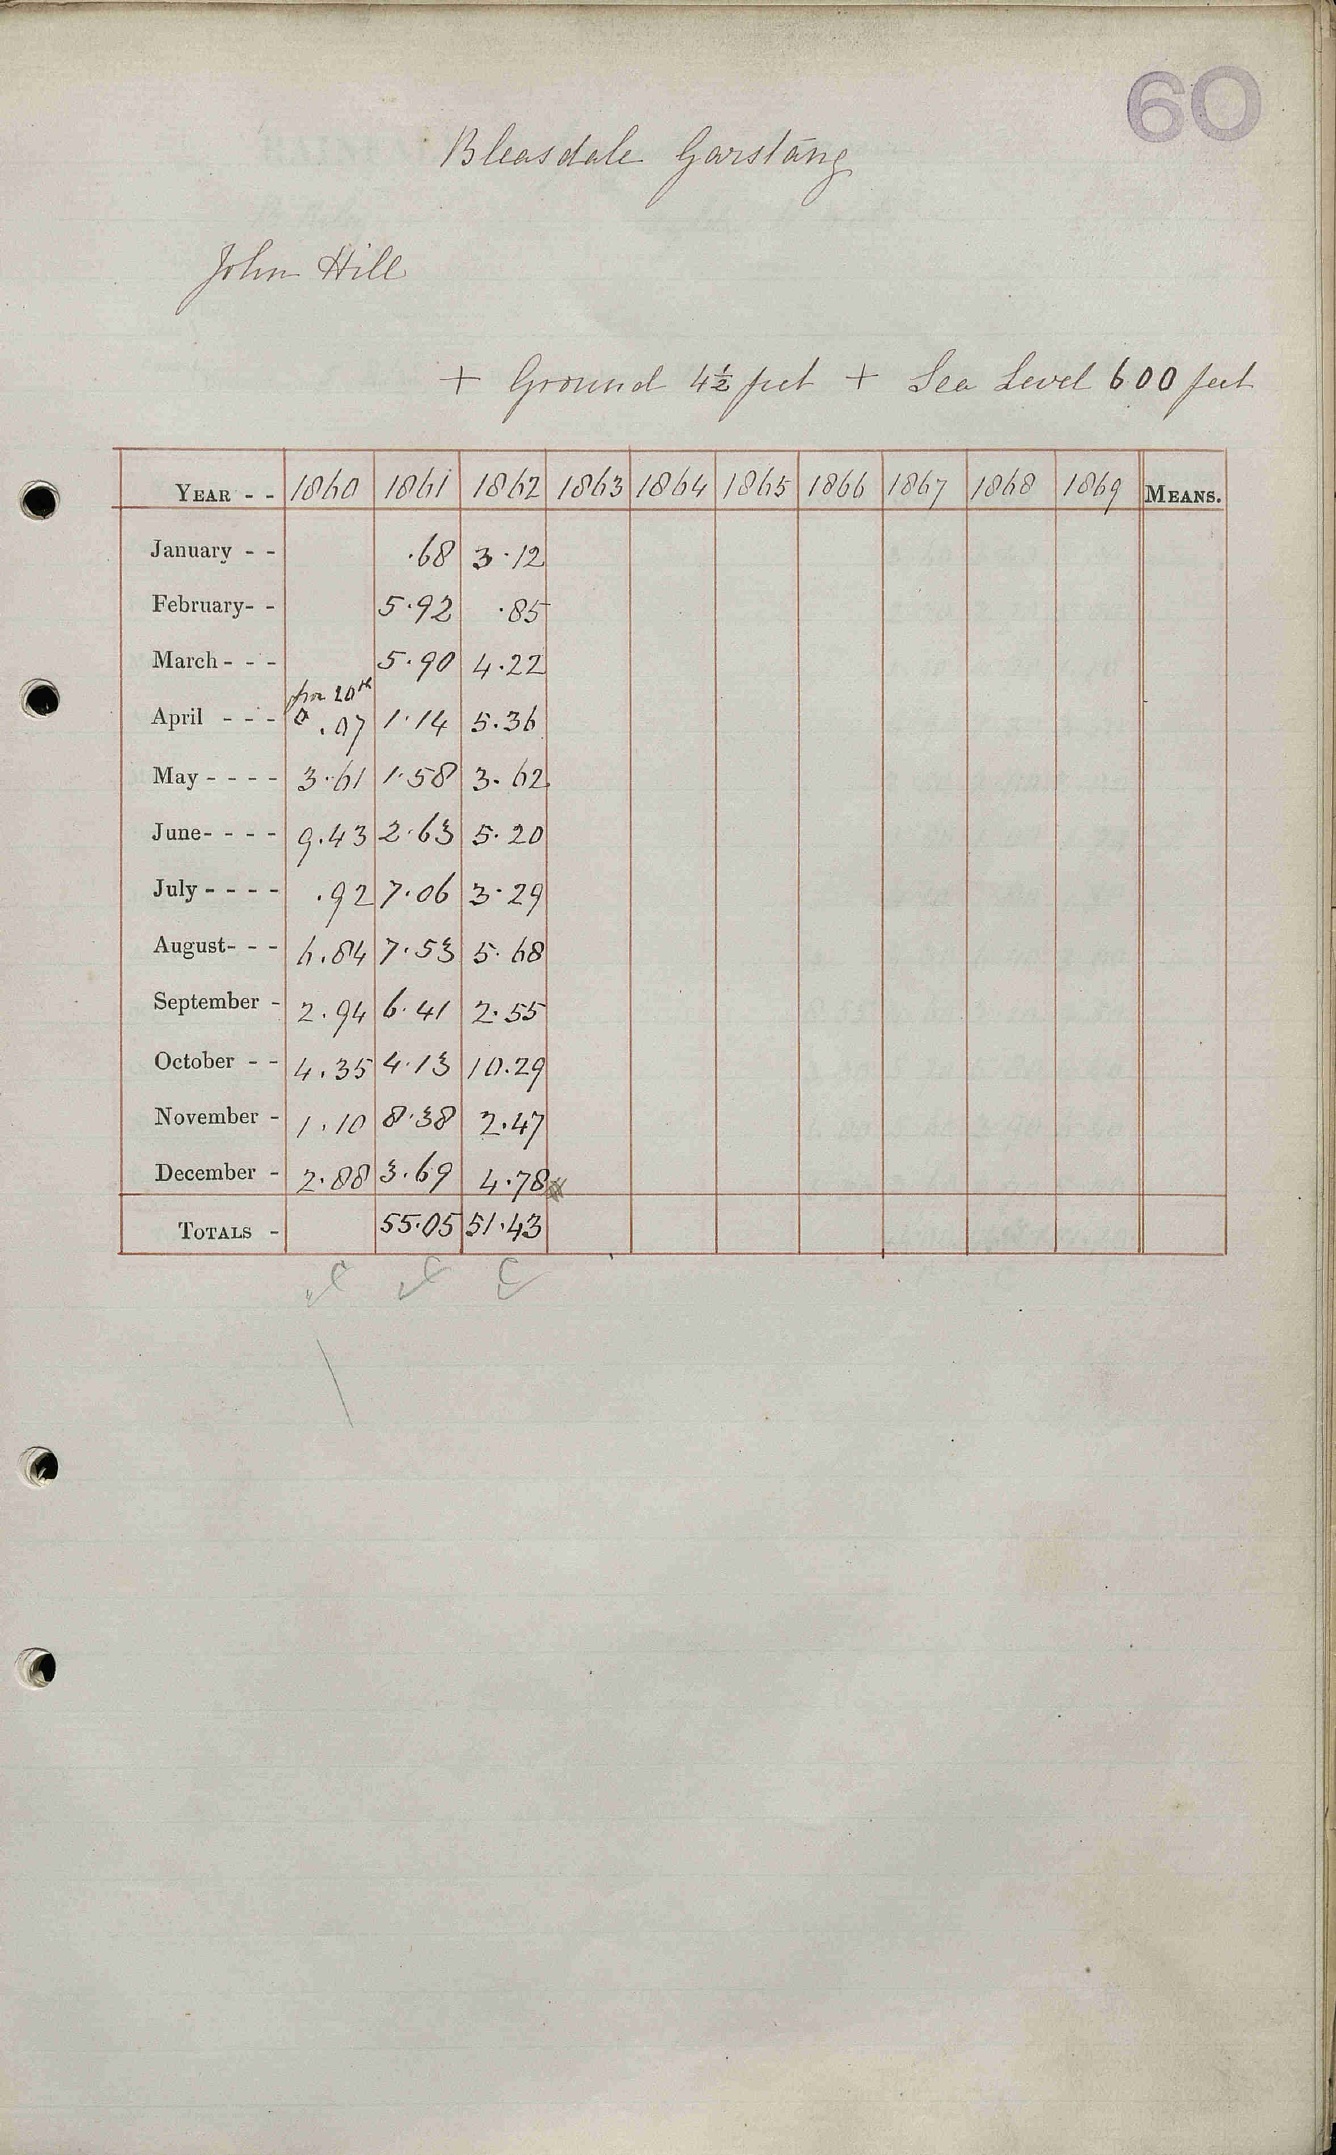 60
Bleasdale Garstang
John Hill
+ Ground 4½ feet + Sea Level 600 feet
YEAR - - 1860 1861 1862 1863 1864 1865 1866 1867 1868 1869 MEANS.
January - - .68 3.12
February- - 5.92 .85
March - - - 5.90 4.22
from 20th
April - - - 0.07 1.14 5.36
May - - - - 3.61 1.58 3.62
June- - - - 9.43 2.63 5.20
July - - - - .92 7.06 3.29
August- - - 6.84 7.53 5.68
September - 2.94 6.41 2.55
October - - 4.35 4.13 10.29
November - 1.10 8.38 2.47
December - 2.88 3.69 4.78
TOTALS - 55.05 51.43